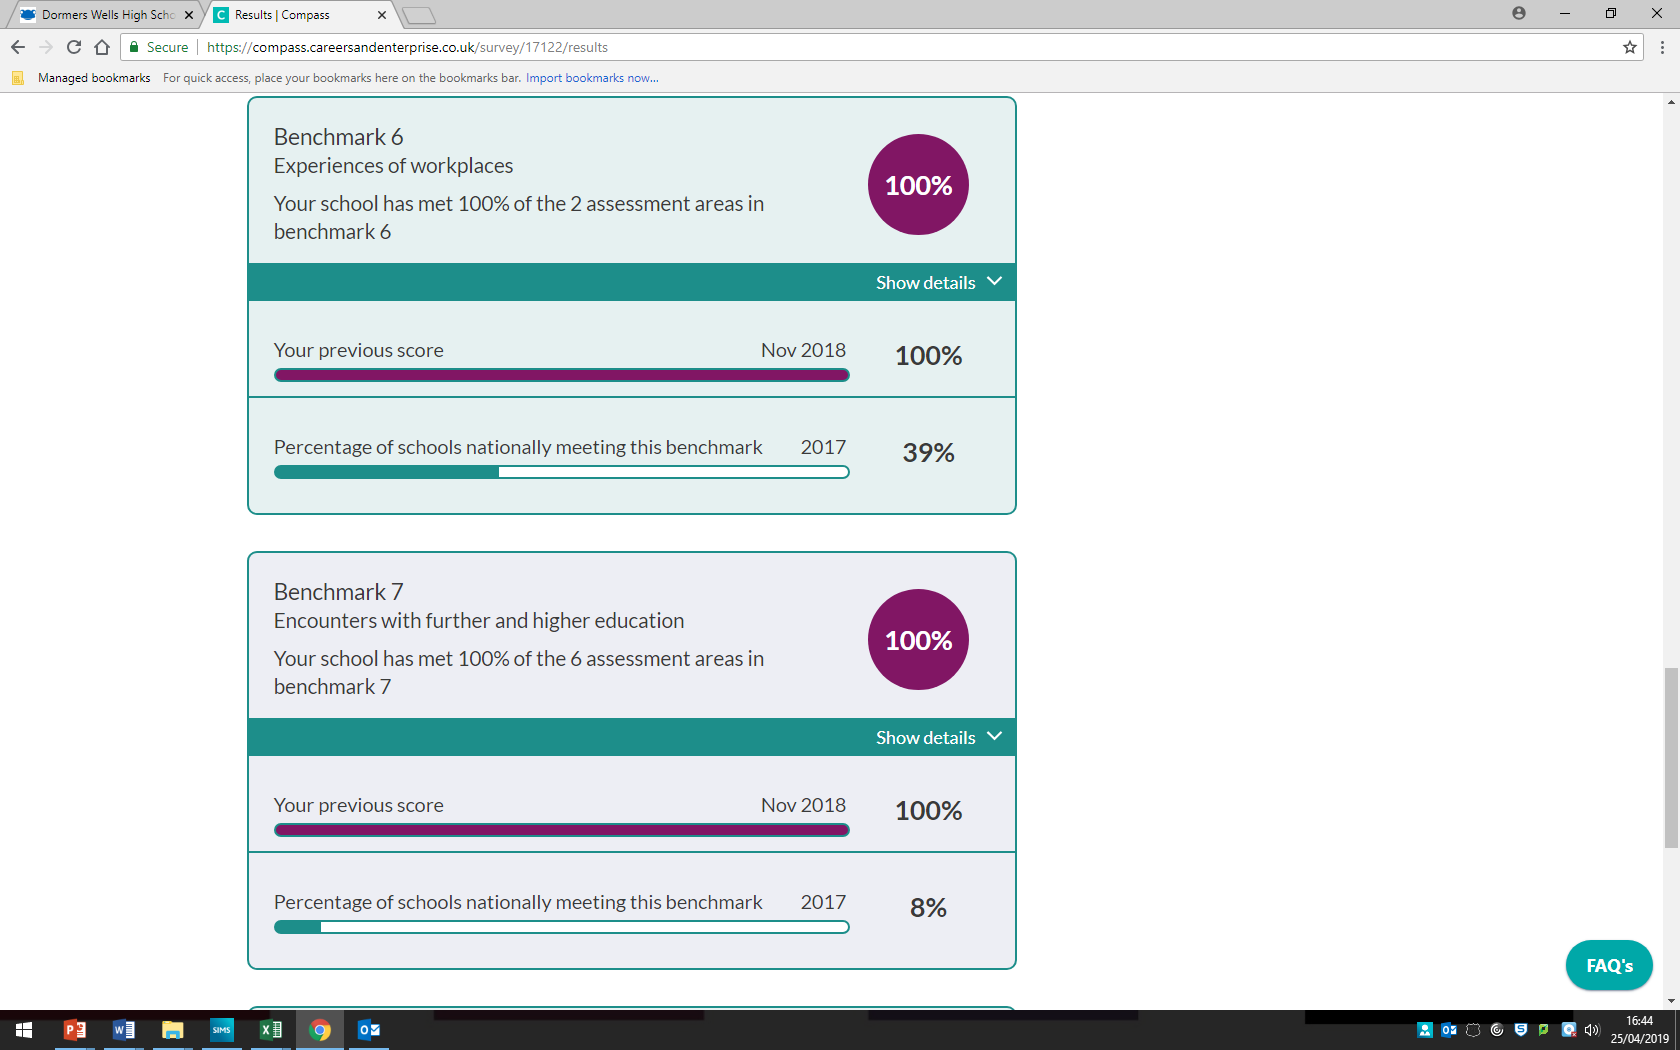 Dormers Wells High Scho
Results | Compass
Secure
https://compass.careersandenterprise.co.uk/survey/17122/results
Managed bookmarks
For quick access, place your bookmarks here on the bookmarks bar. Import bookmarks now...
Benchmark 6
Experiences of workplaces
Your school has met 100% of the 2 assessment areas in
benchmark 6
100%
Show details
Your previous score Nov 2018 100%
Percentage of schools nationally meeting this benchmark 2017 39%
Benchmark 7
Encounters with further and higher education
Your school has met 100% of the 6 assessment areas in
benchmark 7
100%
Show details
Your previous score Nov 2018 100%
Percentage of schools nationally meeting this benchmark 2017 8%
FAQ's
SIMS
16:44
25/04/2019